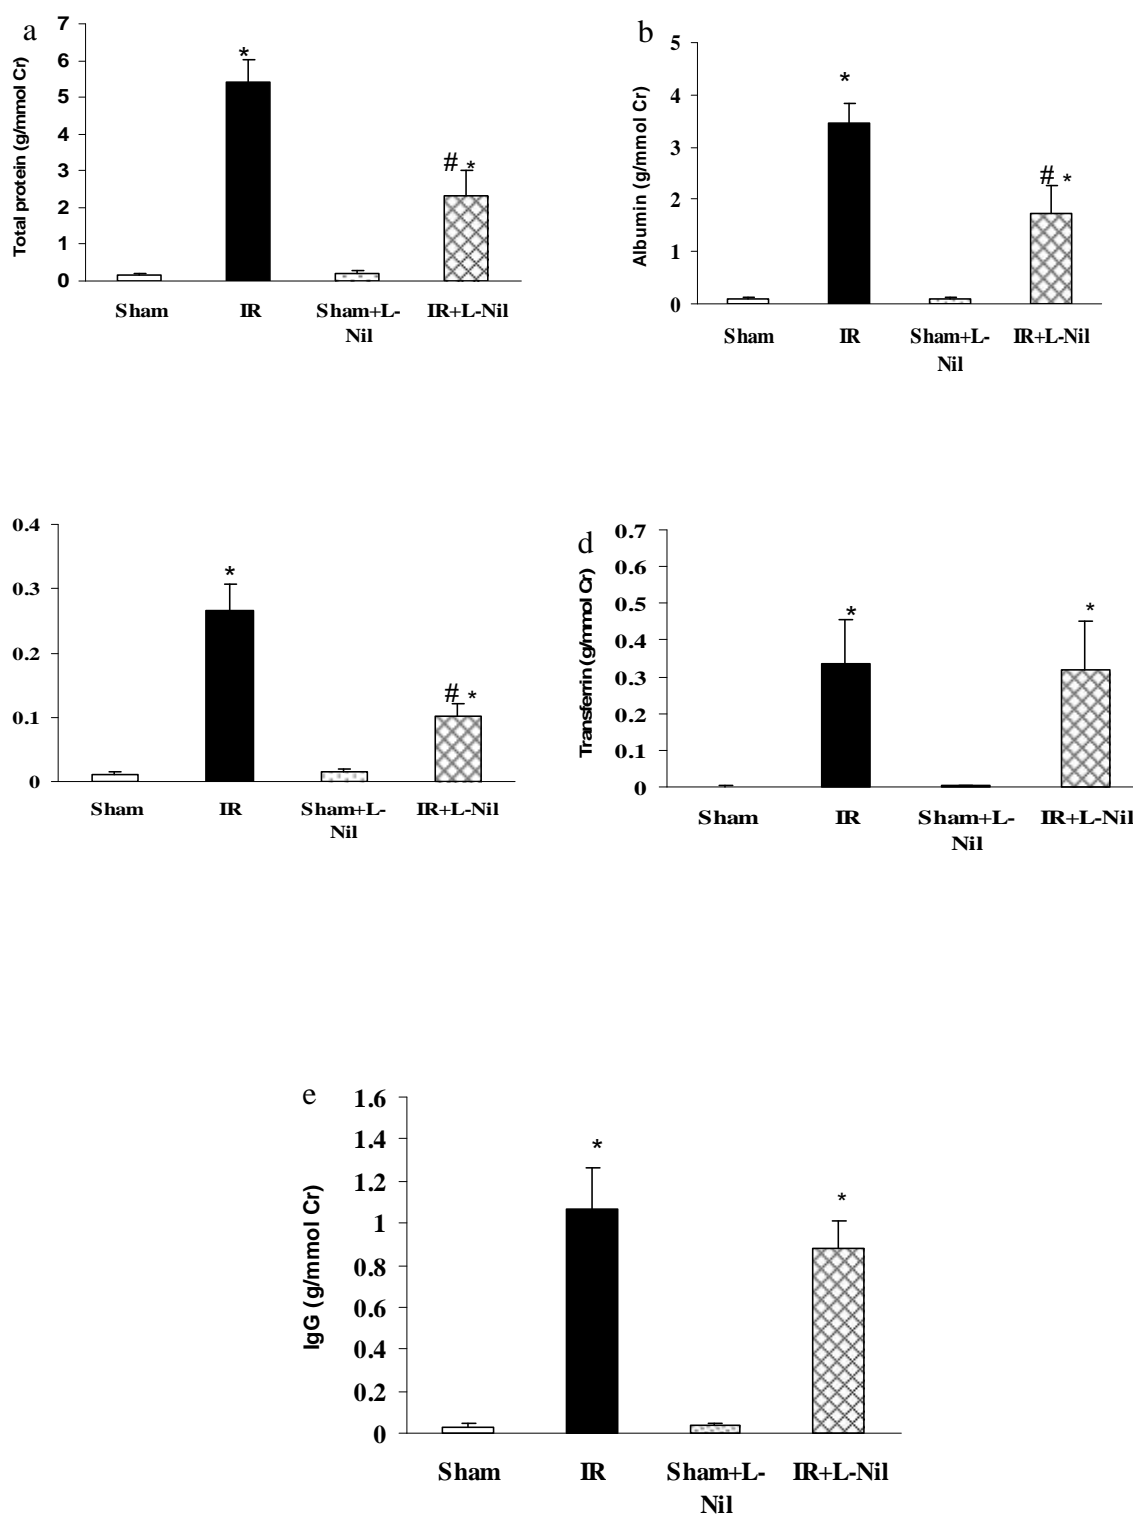 a
Total protein (g/mmol Cr)
7
6
5
4
3
2
1
0
*
# *
Sham IR Sham+L- IR+L-Nil
Nil
b
Albumin (g/mmol Cr)
5
4
3
2
1
0
*
# *
Sham IR Sham+L- IR+L-Nil
Nil
0.4
0.3
0.2
0.1
0
*
# *
Sham IR Sham+L- IR+L-Nil
Nil
d
Transferrin (g/mmol Cr)
0.7
0.6
0.5
0.4
0.3
0.2
0.1
0
*
*
Sham IR Sham+L- IR+L-Nil
Nil
e
IgG (g/mmol Cr)
1.6
1.4
1.2
1
0.8
0.6
0.4
0.2
0
*
*
Sham IR Sham+L- IR+L-Nil
Nil